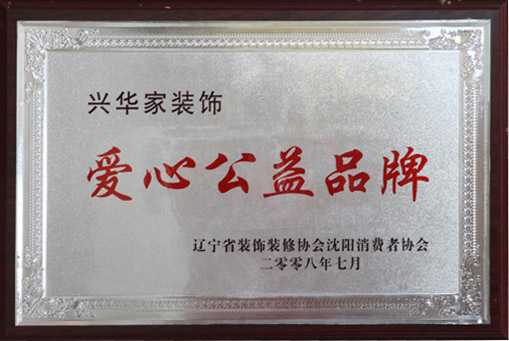 兴华家装饰
爱心公益品牌
辽宁省装饰装修协会沈阳消费者协会
二零零八年七月